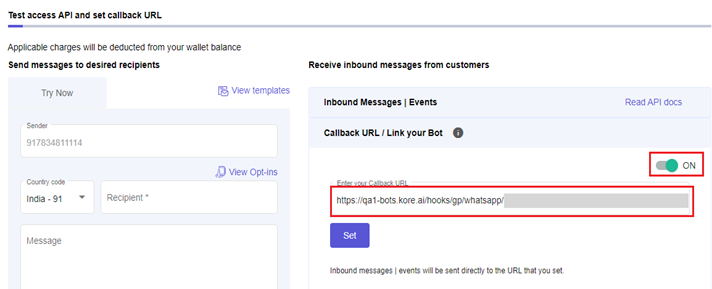 Test access API and set callback URL
Applicable charges will be deducted from your wallet balance
Send messages to desired recipients
Try Now
View templates
Sender
917834811114
View Opt-ins
Country code
India - 91
Recipient *
Message
Receive inbound messages from customers
Inbound Messages | Events
Read API docs
Callback URL / Link your Bot
ON
Enter your Callback URL
https://qa1-bots.kore.ai/hooks/gp/whatsapp/
Set
Inbound messages | events will be sent directly to the URL that you set.